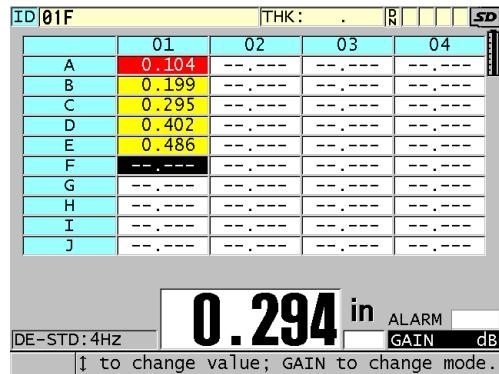 ID 01F THK: . DN SD
01 02 03 04
A 0.104 --.--- --.--- --.---
B 0.199 --.--- --.--- --.---
C 0.295 --.--- --.--- --.---
D 0.402 --.--- --.--- --.---
E 0.486 --.--- --.--- --.---
F --.--- --.--- --.--- --.---
G --.--- --.--- --.--- --.---
H --.--- --.--- --.--- --.---
I --.--- --.--- --.--- --.---
J --.--- --.--- --.--- --.---
0.294 in
ALARM
DE-STD:4Hz GAIN dB
↕ to change value; GAIN to change mode.